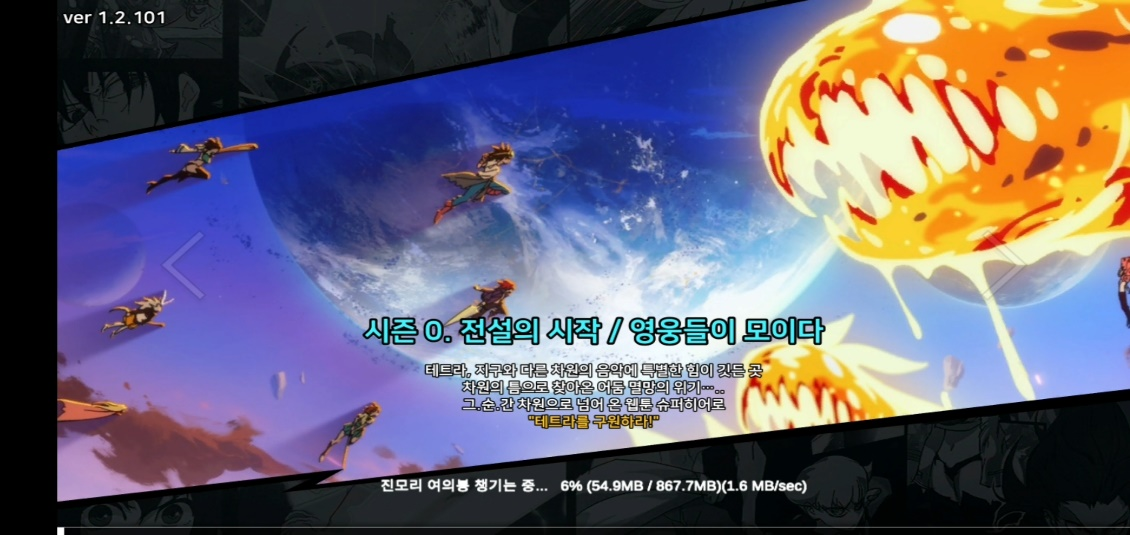 ver 1.2.101
시즌 0. 전설의 시작 / 영웅들이 모이다
테트라, 지구와 다른 차원의 음악에 특별한 힘이 깃든 곳
차원의 틈으로 찾아온 어둠 멸망의 위기…..
그.순.간 차원으로 넘어 온 웹툰 슈퍼히어로
"테트라를 구원하라!"
진모리 여의봉 챙기는 중... 6% (54.9MB / 867.7MB)(1.6 MB/sec)